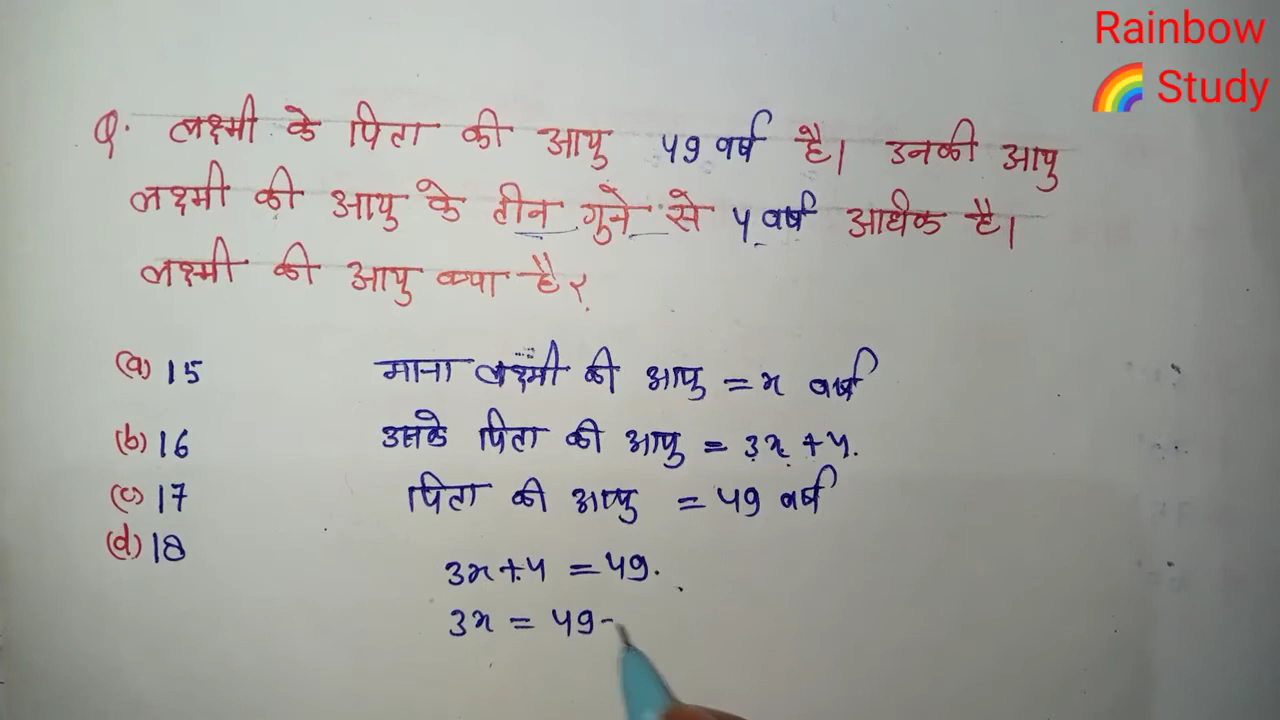 Rainbow
Study
Q. लक्ष्मी के पिता की आयु 49 वर्ष है। उनकी आयु
लक्ष्मी की आयु के तीन गुने से 4 वर्ष अधिक है।
लक्ष्मी की आयु क्या है?
(a) 15
(b) 16
(c) 17
(d) 18
माना लक्ष्मी की आयु = x वर्ष
उसके पिता की आयु = 3x + 4.
पिता की आयु = 49 वर्ष
3x + 4 = 49.
3x = 49 -